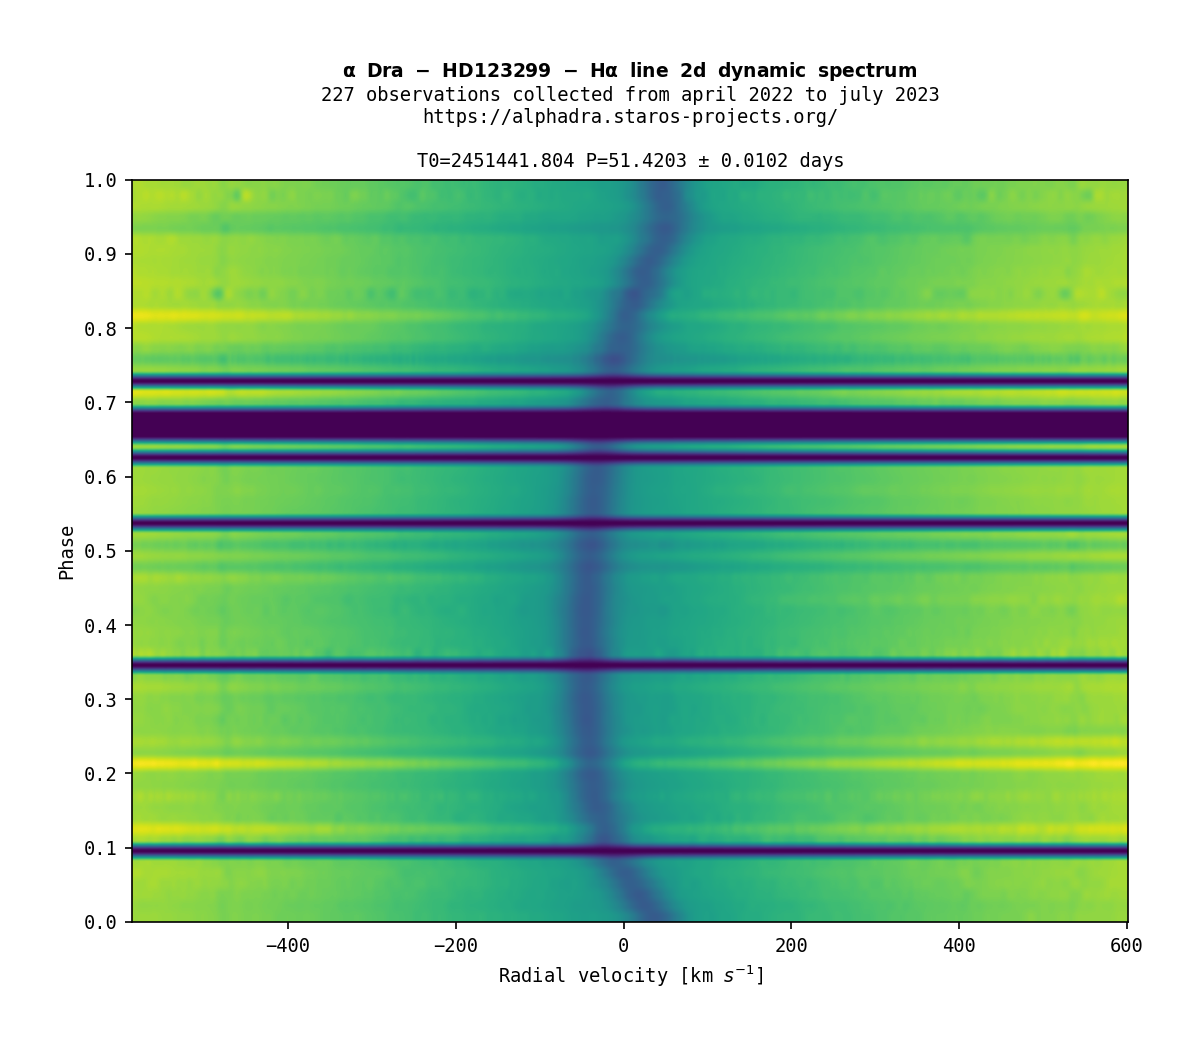 α Dra − HD123299 − Hα line 2d dynamic spectrum
227 observations collected from april 2022 to july 2023
https://alphadra.staros-projects.org/
T0=2451441.804 P=51.4203 ± 0.0102 days
1.0
0.9
0.8
0.7
0.6
0.5
0.4
0.3
0.2
0.1
0.0
Phase
−400 −200 0 200 400 600
Radial velocity [km s⁻¹]